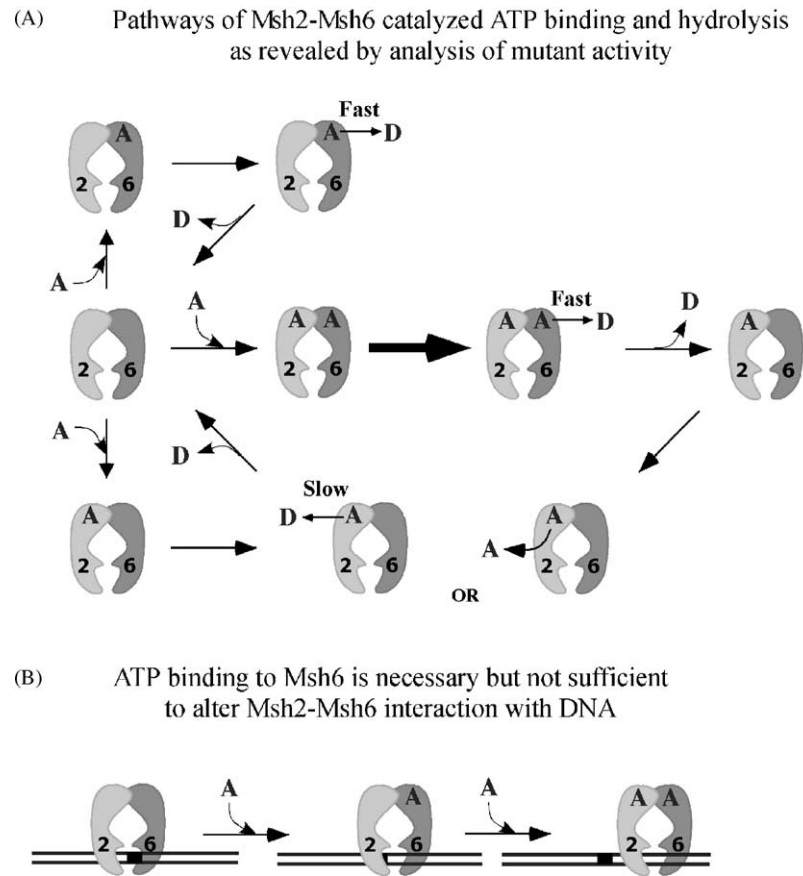 (A) Pathways of Msh2-Msh6 catalyzed ATP binding and hydrolysis
as revealed by analysis of mutant activity
A
2 6
Fast
A D
2 6
D
A
A
2 6
A A
2 6
Fast
A A D
2 6
D
A
2 6
A
D
A
2 6
Slow
D A
2 6
OR
A
A
2 6
(B) ATP binding to Msh6 is necessary but not sufficient
to alter Msh2-Msh6 interaction with DNA
2 6
A
A
2 6
A
A A
2 6